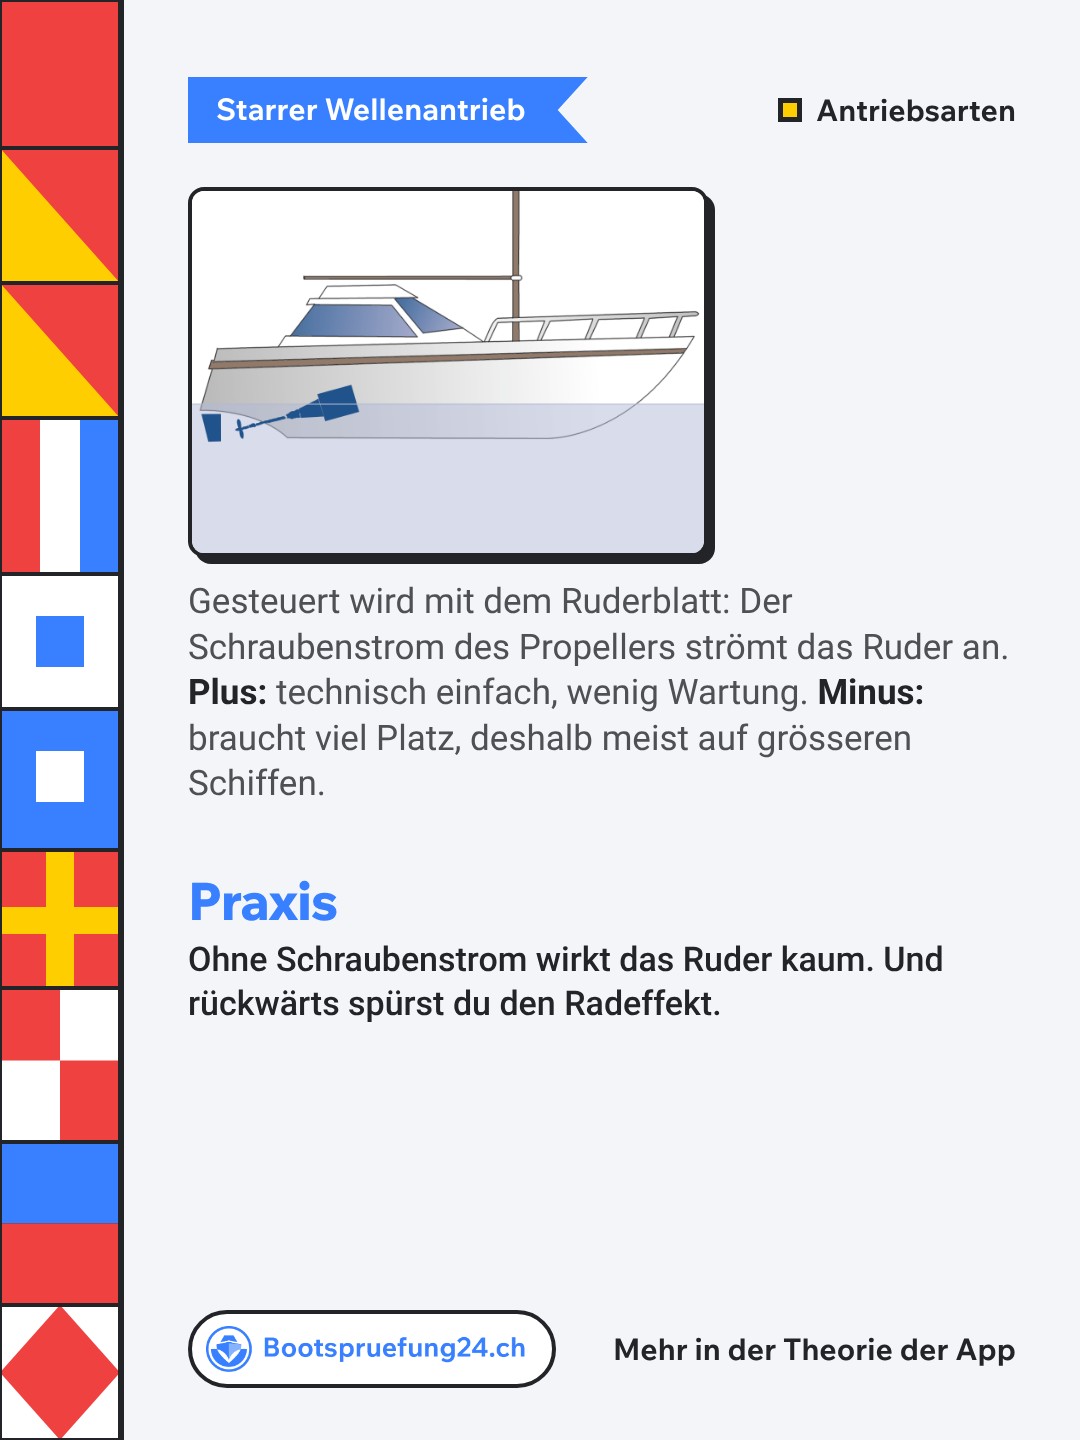 Starrer Wellenantrieb
Antriebsarten
Gesteuert wird mit dem Ruderblatt: Der
Schraubenstrom des Propellers strömt das Ruder an.
Plus: technisch einfach, wenig Wartung. Minus:
braucht viel Platz, deshalb meist auf grösseren
Schiffen.
Praxis
Ohne Schraubenstrom wirkt das Ruder kaum. Und
rückwärts spürst du den Radeffekt.
Bootspruefung24.ch
Mehr in der Theorie der App